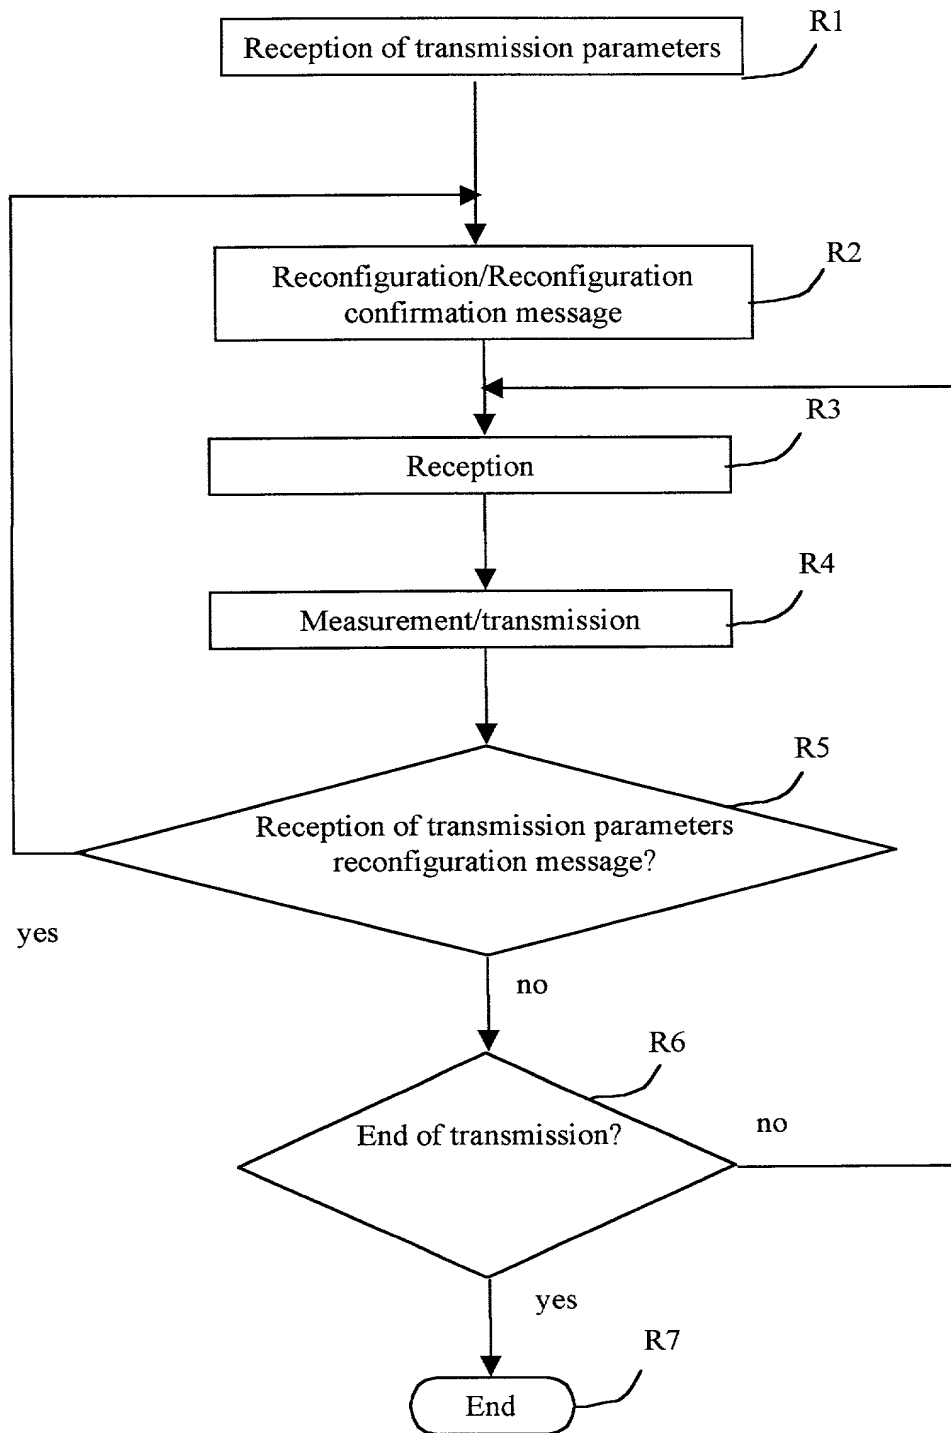 R1
Reception of transmission parameters
R2
Reconfiguration/Reconfiguration
confirmation message
R3
Reception
R4
Measurement/transmission
R5
Reception of transmission parameters
reconfiguration message?
yes
no
R6
End of transmission?
no
yes
R7
End